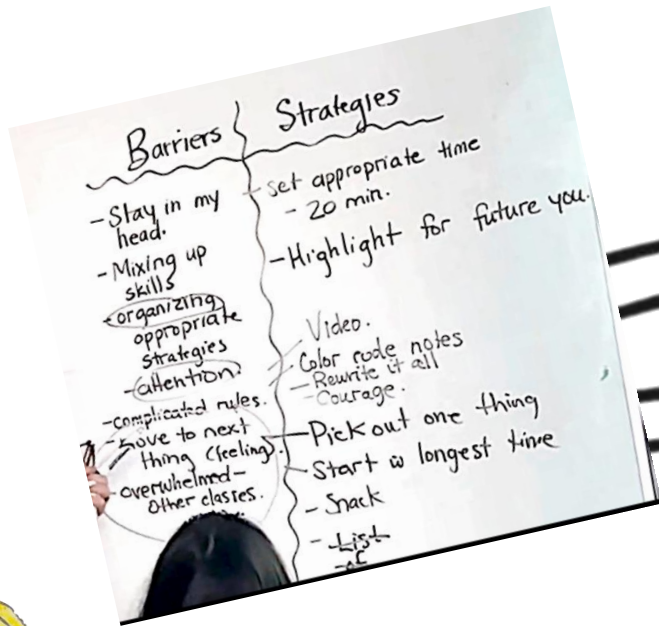 Barriers
- Stay in my
head.
- Mixing up
skills
organizing
appropriate
strategies
- attention
- complicated rules.
- move to next
thing (feeling).
- overwhelmed -
other classes.
Strategies
- set appropriate time
- 20 min.
- Highlight for future you.
Video.
Color code notes
- Rewrite it all
- Courage.
- Pick out one thing
- Start w longest time
- Snack
- List